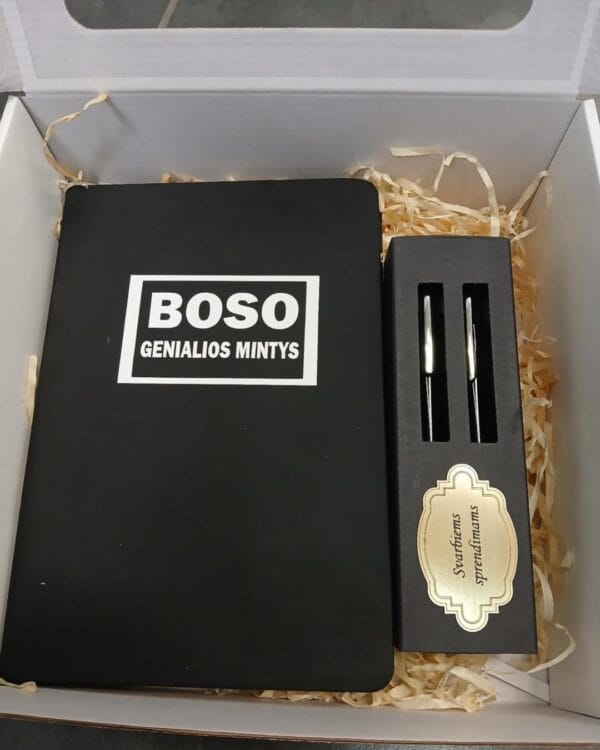 BOSO
GENIALIOS MINTYS
Svarbiems
sprendimams